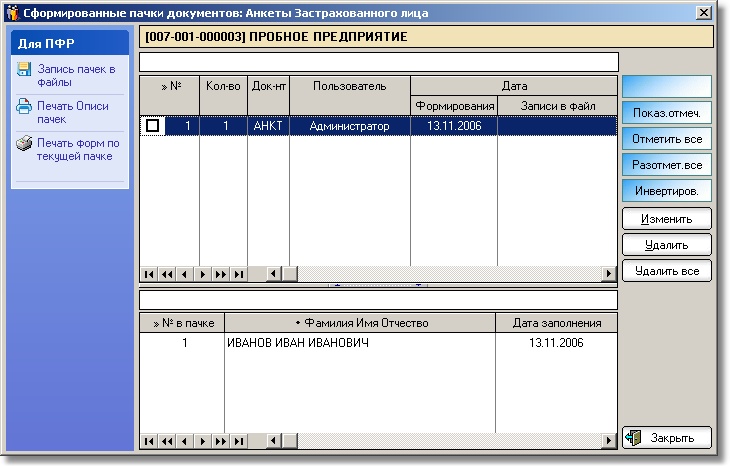 Сформированные пачки документов: Анкеты Застрахованного лица
Для ПФР
Запись пачек в
файлы
Печать Описи
пачек
Печать форм по
текущей пачке
[007-001-000003] ПРОБНОЕ ПРЕДПРИЯТИЕ
» № Кол-во Док-нт Пользователь Дата
Формирования Записи в файл
1 1 АНКТ Администратор 13.11.2006
Показ.отмеч.
Отметить все
Разотмет.все
Инвертиров.
Изменить
Удалить
Удалить все
» № в пачке Фамилия Имя Отчество Дата заполнения
1 ИВАНОВ ИВАН ИВАНОВИЧ 13.11.2006
Закрыть